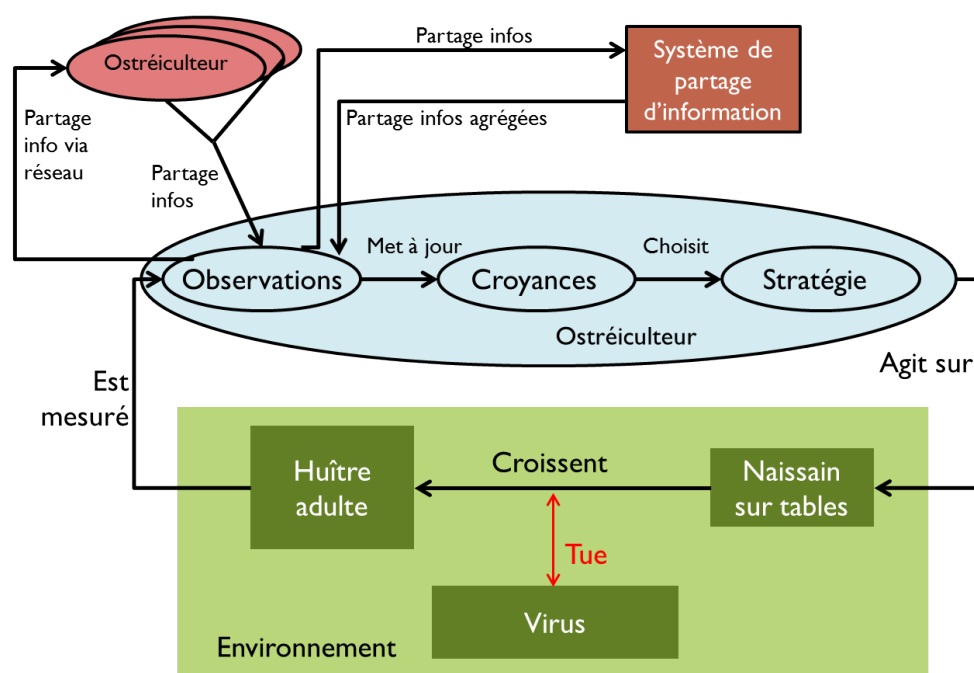 Ostréiculteur
Partage infos
Système de
partage
d'information
Partage
info via
réseau
Partage infos agrégées
Partage
infos
Met à jour
Choisit
Observations
Croyances
Stratégie
Ostréiculteur
Agit sur
Est
mesuré
Huître
adulte
Croissent
Naissain
sur tables
Tue
Virus
Environnement